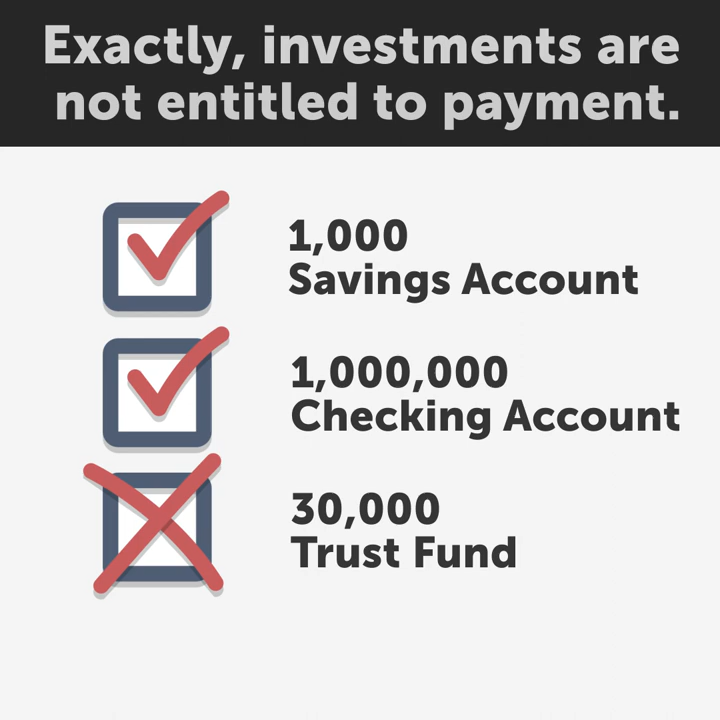 Exactly, investments are
not entitled to payment.
1,000
Savings Account
1,000,000
Checking Account
30,000
Trust Fund